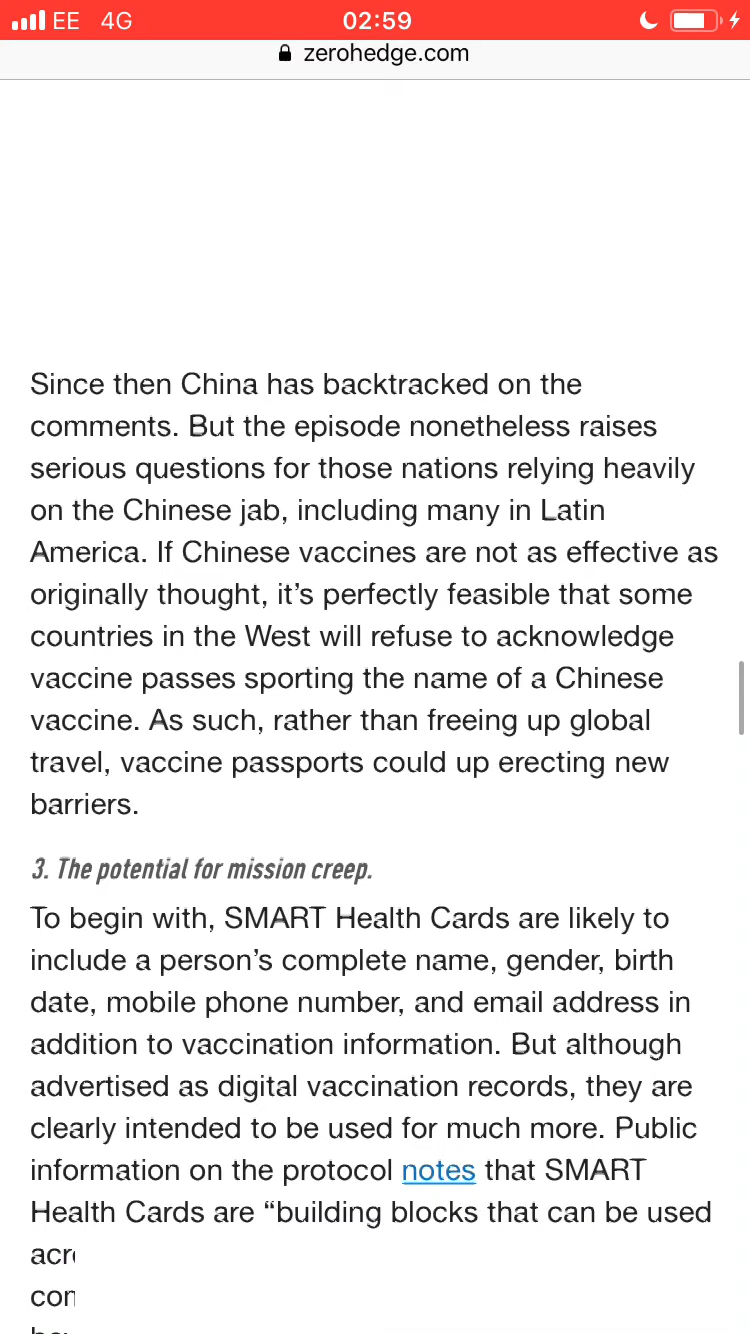 EE 4G 02:59
zerohedge.com
Since then China has backtracked on the
comments. But the episode nonetheless raises
serious questions for those nations relying heavily
on the Chinese jab, including many in Latin
America. If Chinese vaccines are not as effective as
originally thought, it’s perfectly feasible that some
countries in the West will refuse to acknowledge
vaccine passes sporting the name of a Chinese
vaccine. As such, rather than freeing up global
travel, vaccine passports could up erecting new
barriers.
3. The potential for mission creep.
To begin with, SMART Health Cards are likely to
include a person’s complete name, gender, birth
date, mobile phone number, and email address in
addition to vaccination information. But although
advertised as digital vaccination records, they are
clearly intended to be used for much more. Public
information on the protocol notes that SMART
Health Cards are “building blocks that can be used